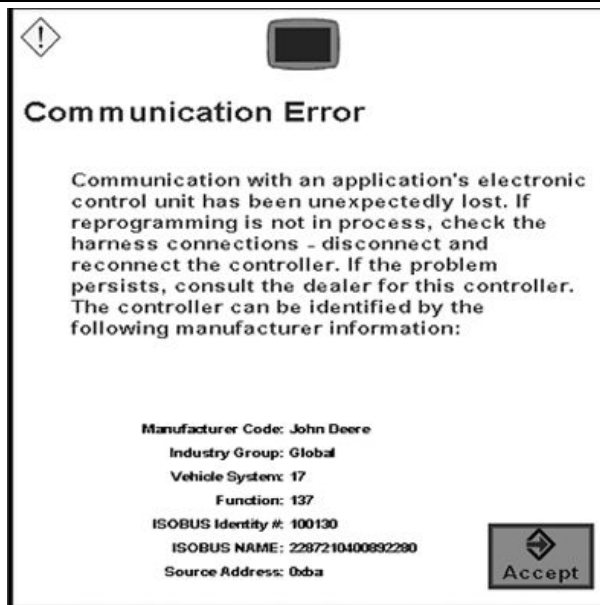 Communication Error
Communication with an application's electronic
control unit has been unexpectedly lost. If
reprogramming is not in process, check the
harness connections - disconnect and
reconnect the controller. If the problem
persists, consult the dealer for this controller.
The controller can be identified by the
following manufacturer information:
Manufacturer Code: John Deere
Industry Group: Global
Vehicle System: 17
Function: 137
ISOBUS Identity #: 100130
ISOBUS NAME: 2287210400892280
Source Address: 0xba
Accept